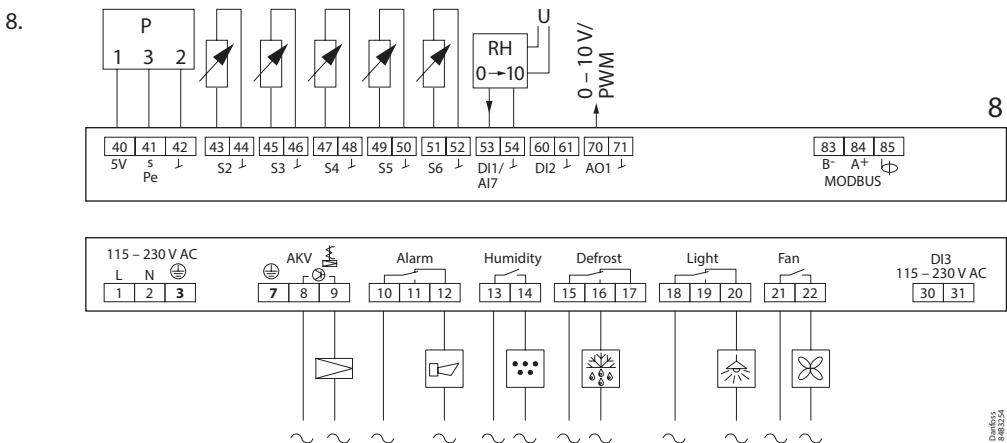 8.
P
1 3 2
RH
0→10
U
0 – 10 V/
PWM
8
40 41 42 43 44 45 46 47 48 49 50 51 52 53 54 60 61 70 71 83 84 85
5V s ⊥ S2 ⊥ S3 ⊥ S4 ⊥ S5 ⊥ S6 ⊥ DI1/ ⊥ DI2 ⊥ AO1 ⊥ B- A+
Pe AI7 MODBUS
115 – 230 V AC AKV Alarm Humidity Defrost Light Fan DI3
L N 115 – 230 V AC
1 2 3 7 8 9 10 11 12 13 14 15 16 17 18 19 20 21 22 30 31
Danfoss